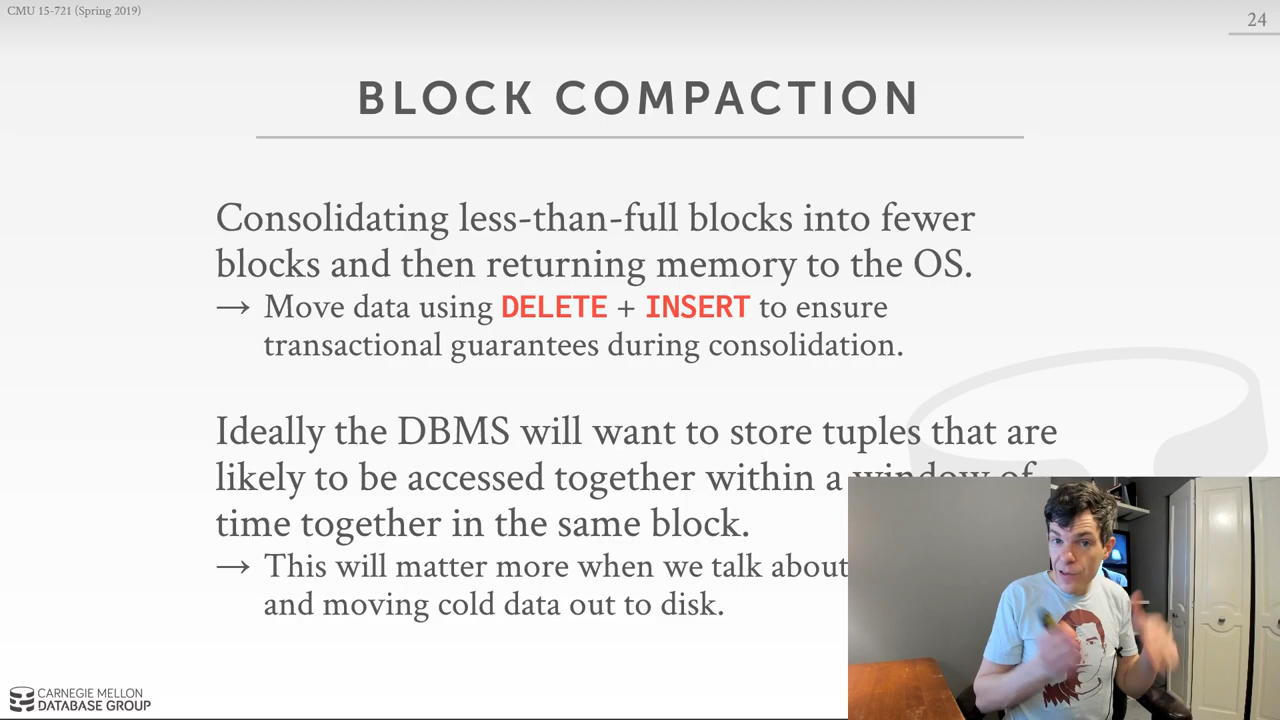 CMU 15-721 (Spring 2019)
24
BLOCK COMPACTION
Consolidating less-than-full blocks into fewer
blocks and then returning memory to the OS.
→ Move data using DELETE + INSERT to ensure
transactional guarantees during consolidation.
Ideally the DBMS will want to store tuples that are
likely to be accessed together within a window of
time together in the same block.
→ This will matter more when we talk about
and moving cold data out to disk.
CARNEGIE MELLON
DATABASE GROUP